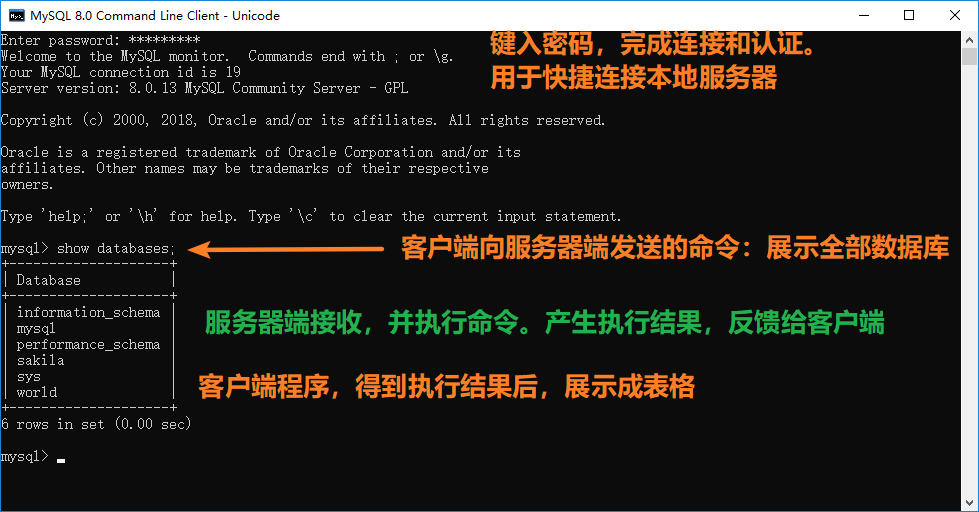 MySQL 8.0 Command Line Client - Unicode
Enter password: *********
键入密码，完成连接和认证。
Welcome to the MySQL monitor.  Commands end with ; or \g.
Your MySQL connection id is 19
用于快捷连接本地服务器
Server version: 8.0.13 MySQL Community Server - GPL
Copyright (c) 2000, 2018, Oracle and/or its affiliates. All rights reserved.
Oracle is a registered trademark of Oracle Corporation and/or its
affiliates. Other names may be trademarks of their respective
owners.
Type 'help;' or '\h' for help. Type '\c' to clear the current input statement.
mysql> show databases;
客户端向服务器端发送的命令：展示全部数据库
+--------------------+
| Database           |
+--------------------+
| information_schema |
| mysql              |
服务器端接收，并执行命令。产生执行结果，反馈给客户端
| performance_schema |
| sakila             |
| sys                |
客户端程序，得到执行结果后，展示成表格
| world              |
+--------------------+
6 rows in set (0.00 sec)
mysql> _